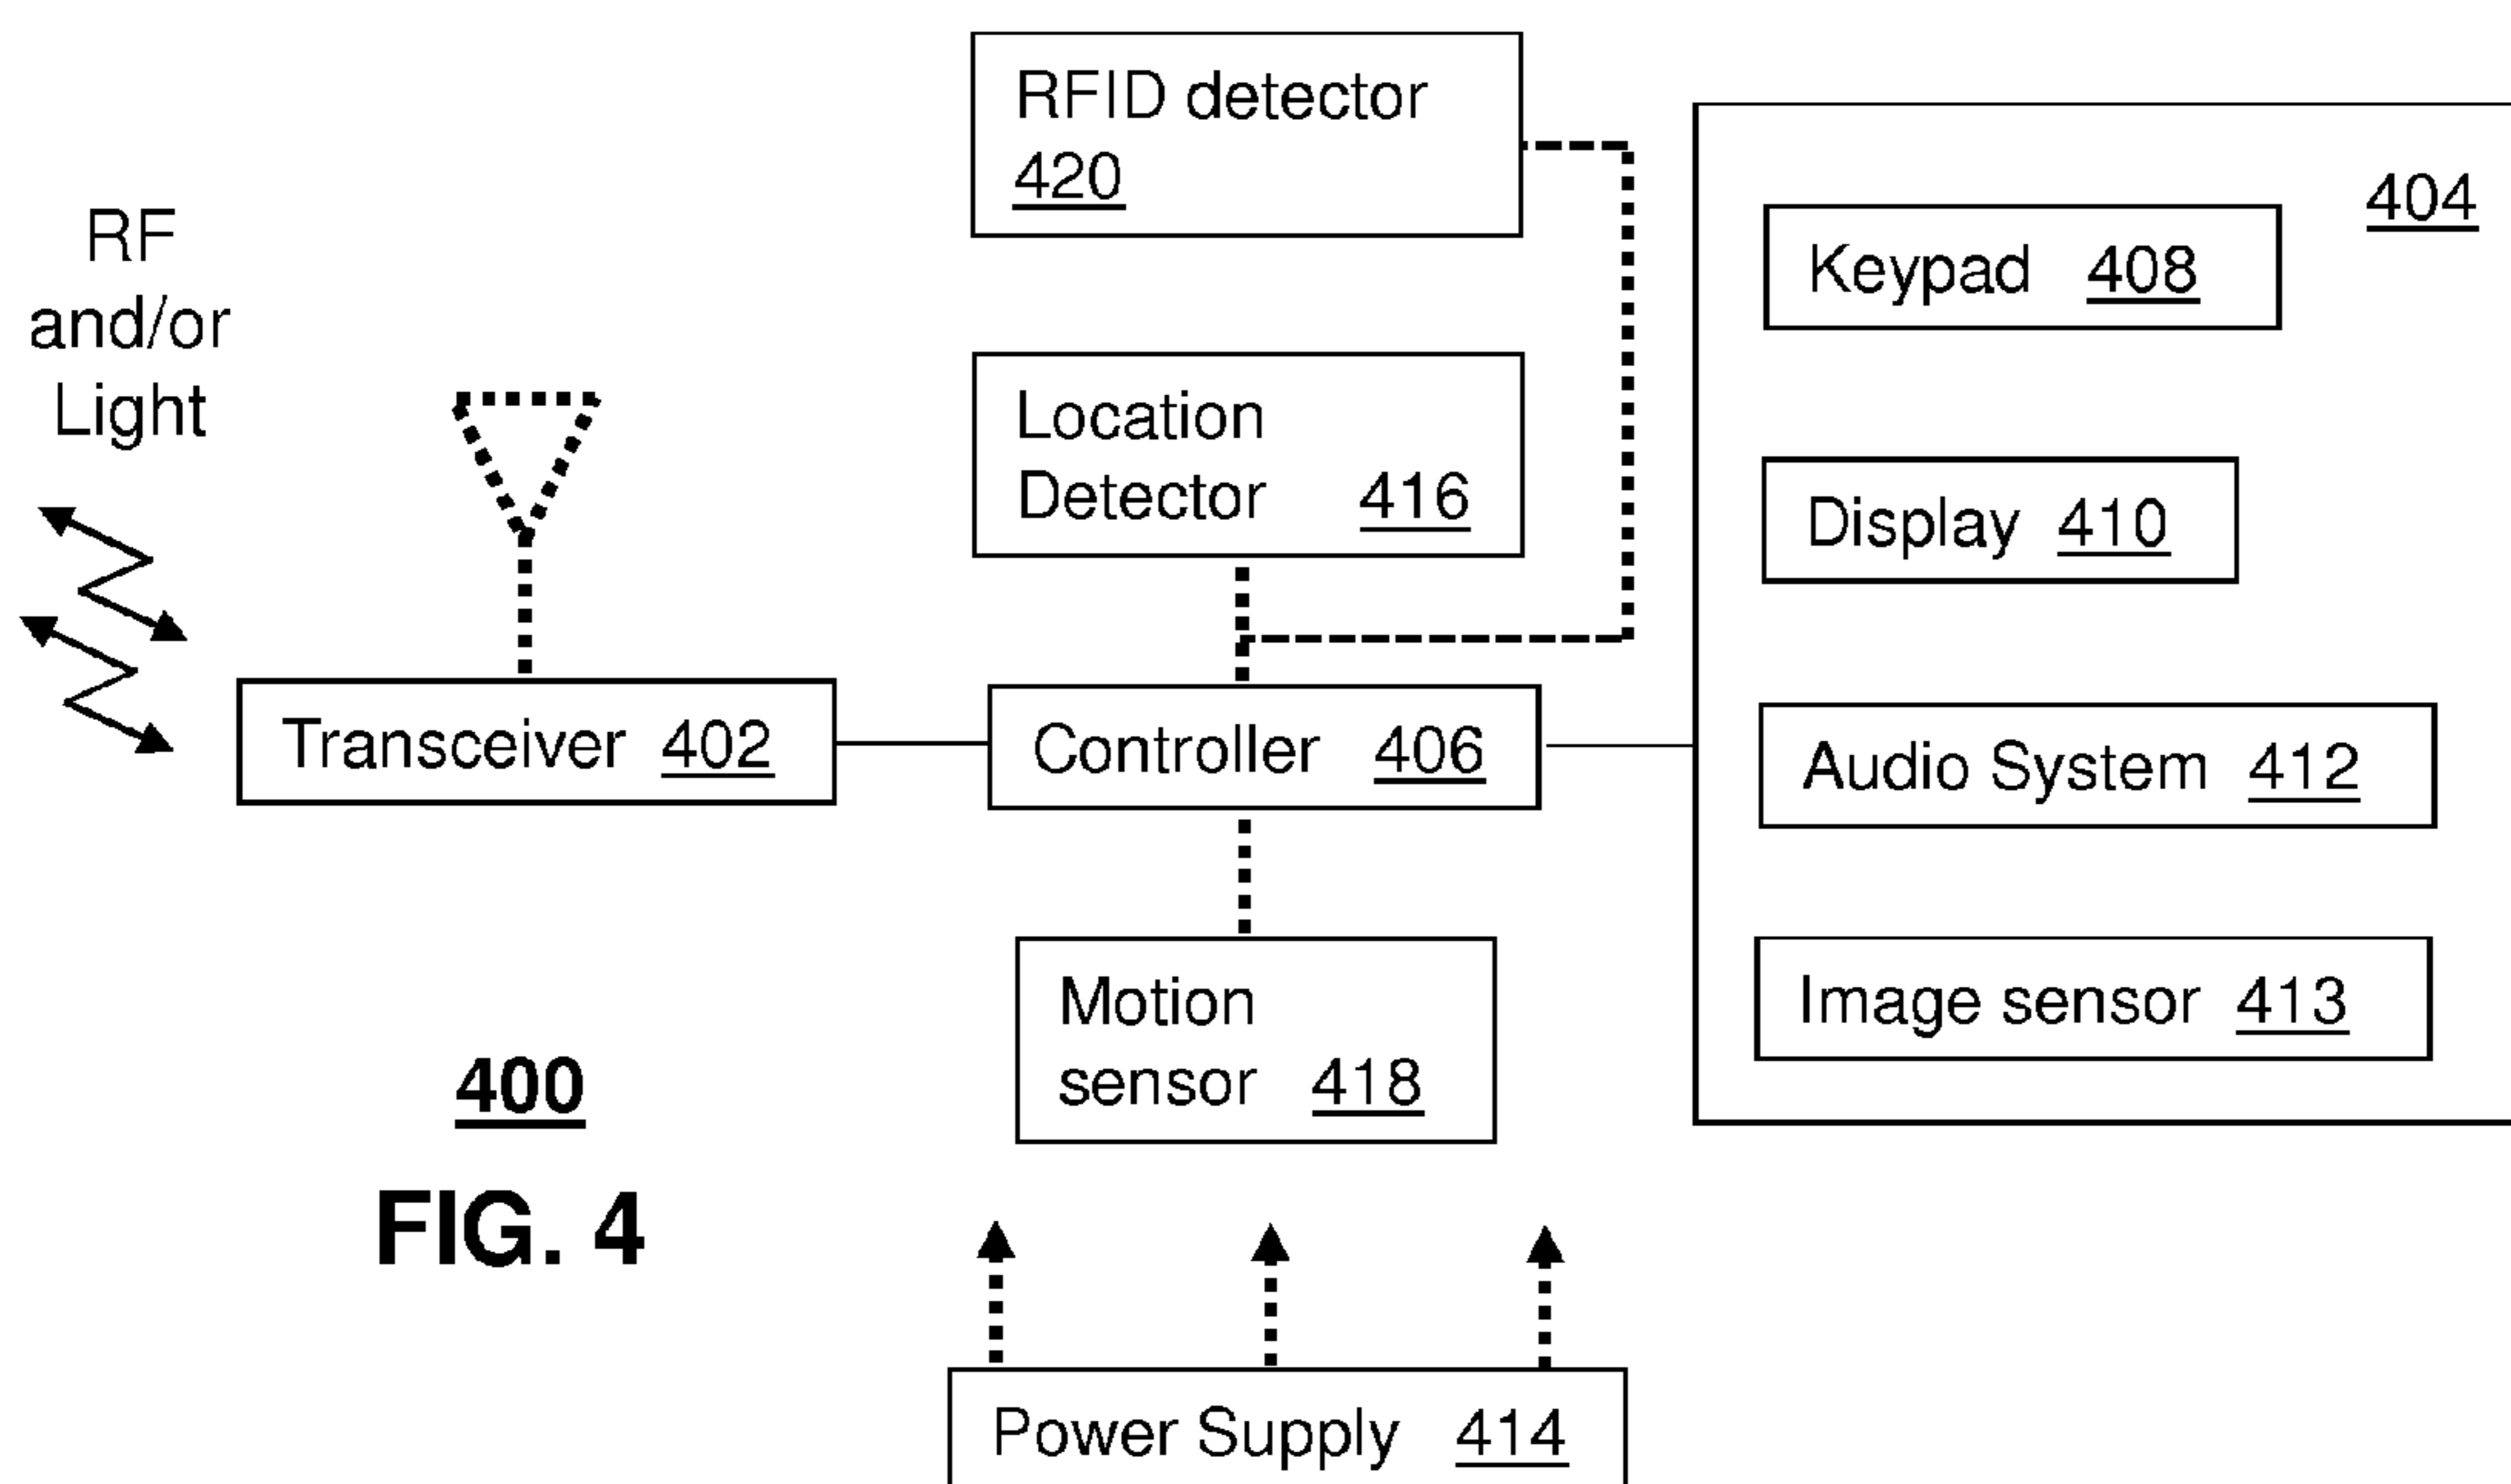 RFID detector
420
RF
and/or
Light
404
Keypad 408
Location
Detector 416
Display 410
Transceiver 402
Controller 406
Audio System 412
Motion
sensor 418
Image sensor 413
400
FIG. 4
Power Supply 414